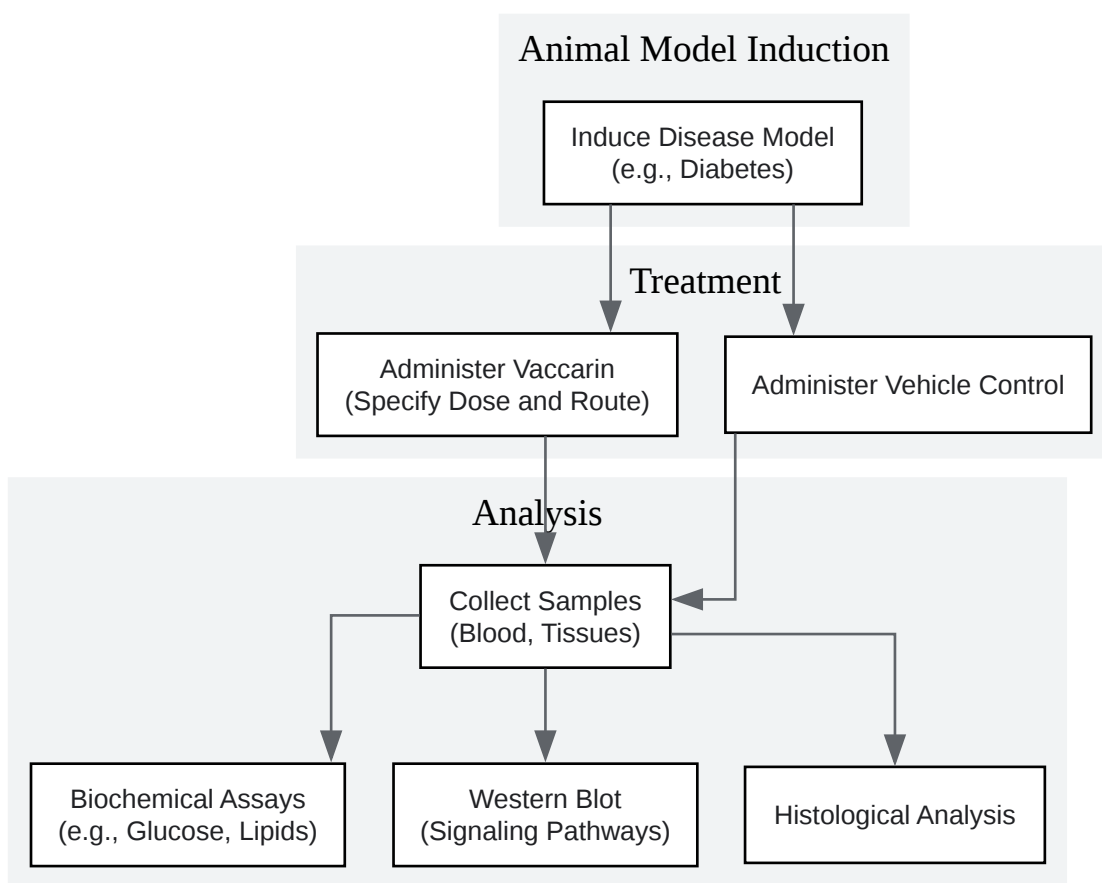 Animal Model Induction
Induce Disease Model
(e.g., Diabetes)
Treatment
Administer Vaccarin
(Specify Dose and Route)
Administer Vehicle Control
Analysis
Collect Samples
(Blood, Tissues)
Biochemical Assays
(e.g., Glucose, Lipids)
Western Blot
(Signaling Pathways)
Histological Analysis